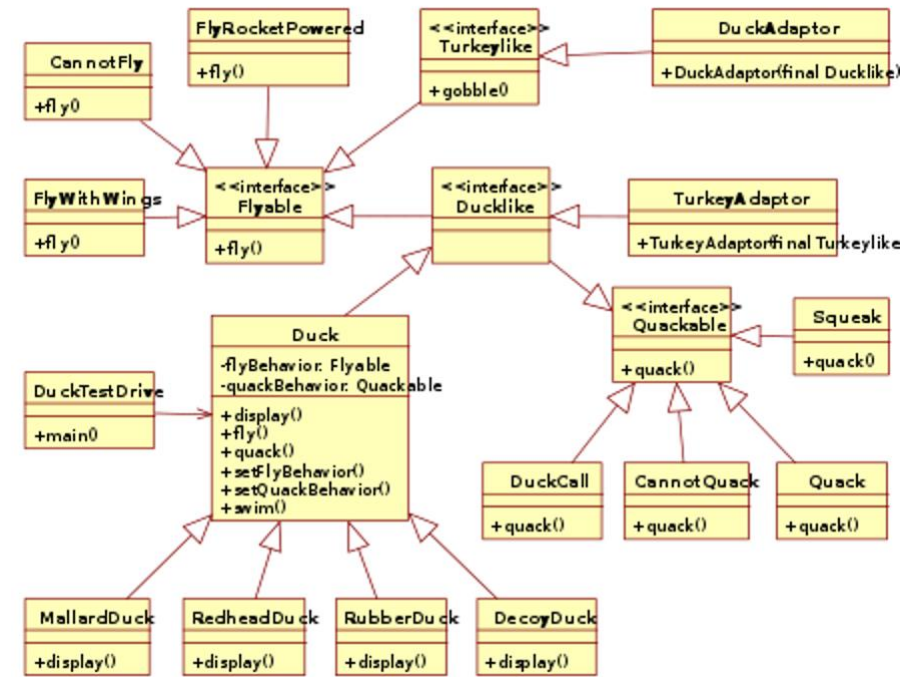 CannotFly
+fly()
FlyRocketPowered
+fly()
<<interface>>
Turkeylike
+gobble()
DuckAdaptor
+DuckAdaptor(final Ducklike)
FlyWithWings
+fly()
<<interface>>
Flyable
+fly()
<<interface>>
Ducklike
TurkeyAdaptor
+TurkeyAdaptor(final Turkeylike
<<interface>>
Quackable
+quack()
Squeak
+quack()
Duck
-flyBehavior: Flyable
-quackBehavior: Quackable
+display()
+fly()
+quack()
+setFlyBehavior()
+setQuackBehavior()
+swim()
DuckTestDrive
+main()
DuckCall
+quack()
CannotQuack
+quack()
Quack
+quack()
MallardDuck
+display()
RedheadDuck
+display()
RubberDuck
+display()
DecoyDuck
+display()